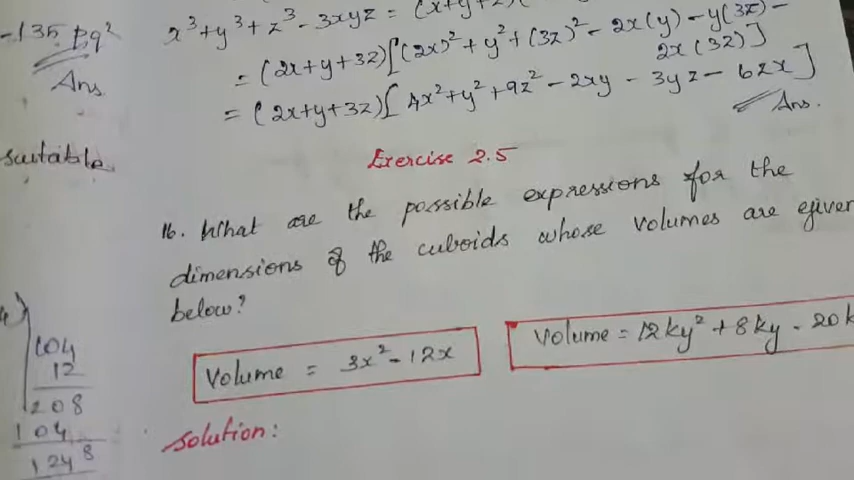 -135 pq²
Ans.
suitable.
x³+y³+z³-3xyz = (x+y+z)(
= (2x+y+3z)[(2x)²+y²+(3z)²-2x(y)-y(3z)-
2x(3z)]
= (2x+y+3z)[4x²+y²+9z²-2xy-3yz-6zx]
Ans.
Exercise 2.5
16. What are the possible expressions for the
dimensions of the cuboids whose volumes are given
below?
Volume = 3x²-12x
Volume = 12ky²+8ky-20k
Solution:
104
12
208
104
1248